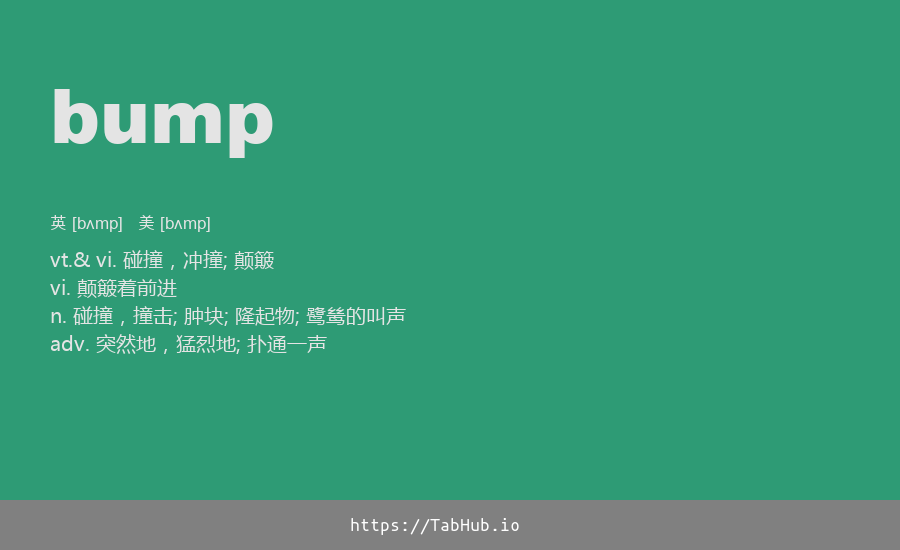 bump
英 [bʌmp] 美 [bʌmp]
vt.& vi. 碰撞，冲撞; 颠簸
vi. 颠簸着前进
n. 碰撞，撞击; 肿块; 隆起物; 鹭鸶的叫声
adv. 突然地，猛烈地; 扑通一声
https://TabHub.io